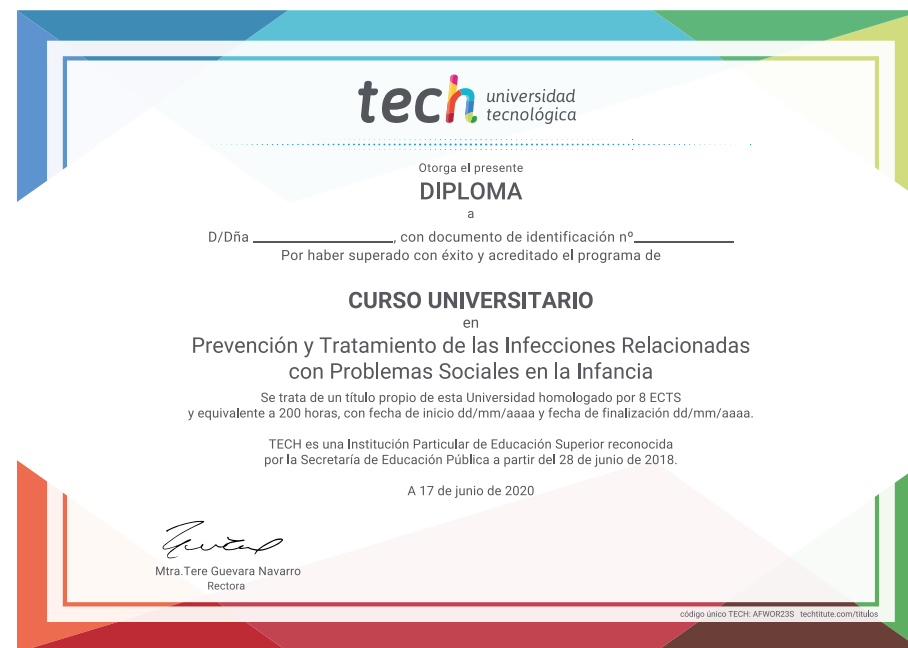 tech universidad
tecnológica
Otorga el presente
DIPLOMA
a
D/Dña ____________, con documento de identificación nº____________
Por haber superado con éxito y acreditado el programa de
CURSO UNIVERSITARIO
en
Prevención y Tratamiento de las Infecciones Relacionadas
con Problemas Sociales en la Infancia
Se trata de un título propio de esta Universidad homologado por 8 ECTS
y equivalente a 200 horas, con fecha de inicio dd/mm/aaaa y fecha de finalización dd/mm/aaaa.
TECH es una Institución Particular de Educación Superior reconocida
por la Secretaría de Educación Pública a partir del 28 de junio de 2018.
A 17 de junio de 2020
Mtra.Tere Guevara Navarro
Rectora
código único TECH: AFWOR23S techtitute.com/titulos